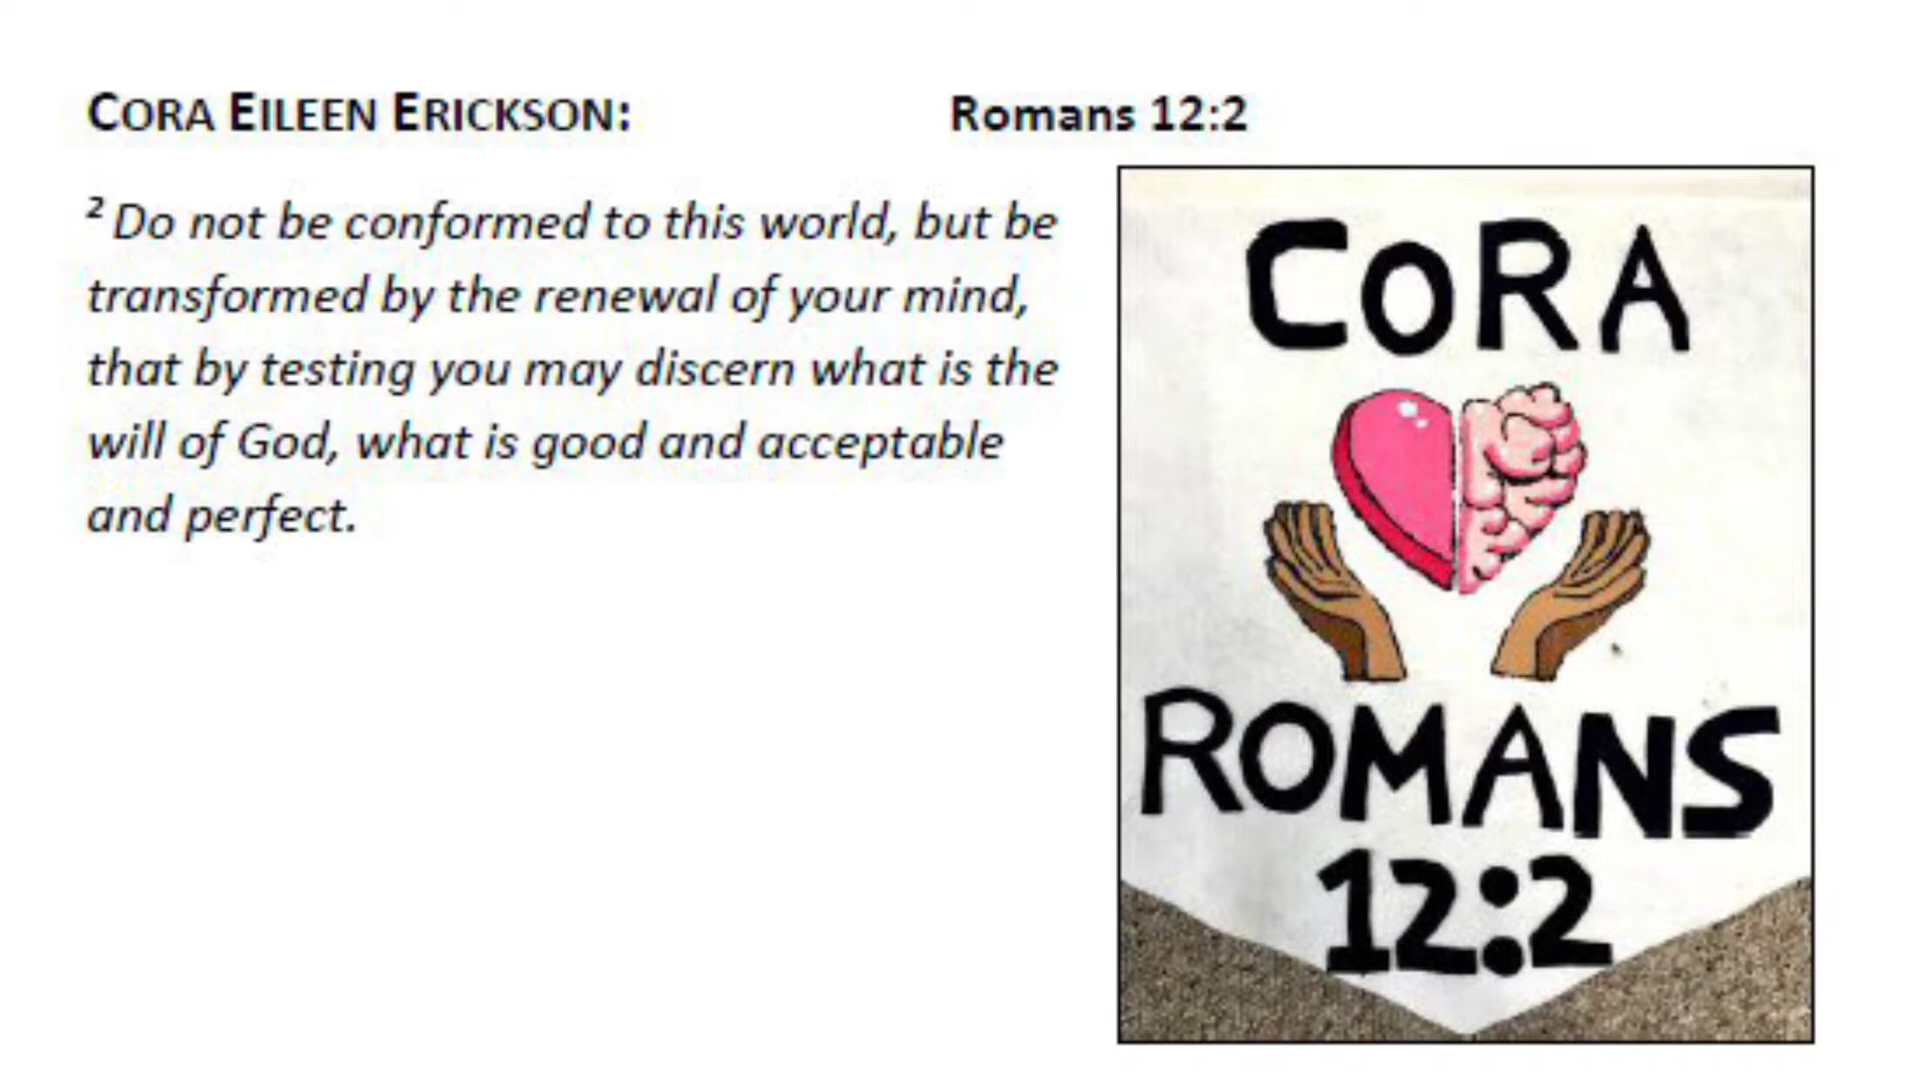 CORA EILEEN ERICKSON: Romans 12:2
² Do not be conformed to this world, but be
transformed by the renewal of your mind,
that by testing you may discern what is the
will of God, what is good and acceptable
and perfect.
CORA
ROMANS
12:2